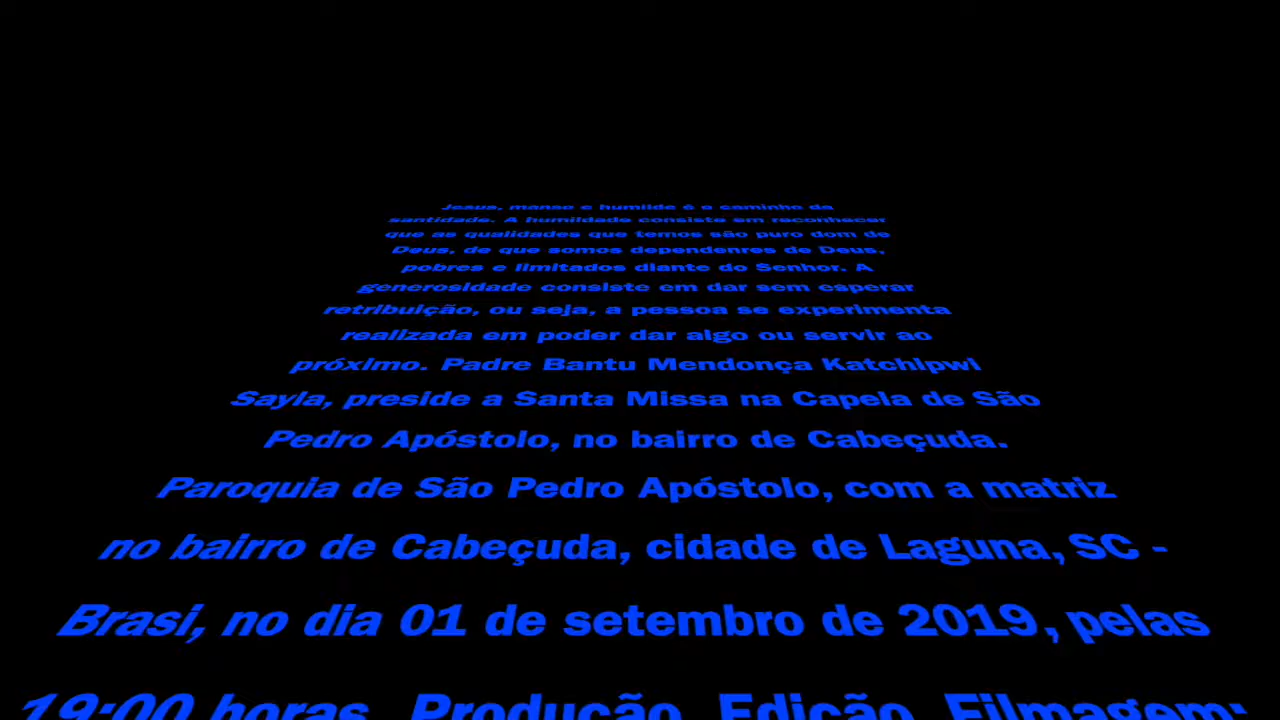 Jesus, manso e humilde é o caminho da
santidade. A humildade consiste em reconhecer
que as qualidades que temos são puro dom de
Deus, de que somos dependenres de Deus,
pobres e limitados diante do Senhor. A
generosidade consiste em dar sem esperar
retribuição, ou seja, a pessoa se experimenta
realizada em poder dar algo ou servir ao
próximo. Padre Bantu Mendonça Katchipwi
Sayla, preside a Santa Missa na Capela de São
Pedro Apóstolo, no bairro de Cabeçuda.
Paroquia de São Pedro Apóstolo, com a matriz
no bairro de Cabeçuda, cidade de Laguna, SC -
Brasi, no dia 01 de setembro de 2019, pelas
19:00 horas. Produção, Edição, Filmagem: